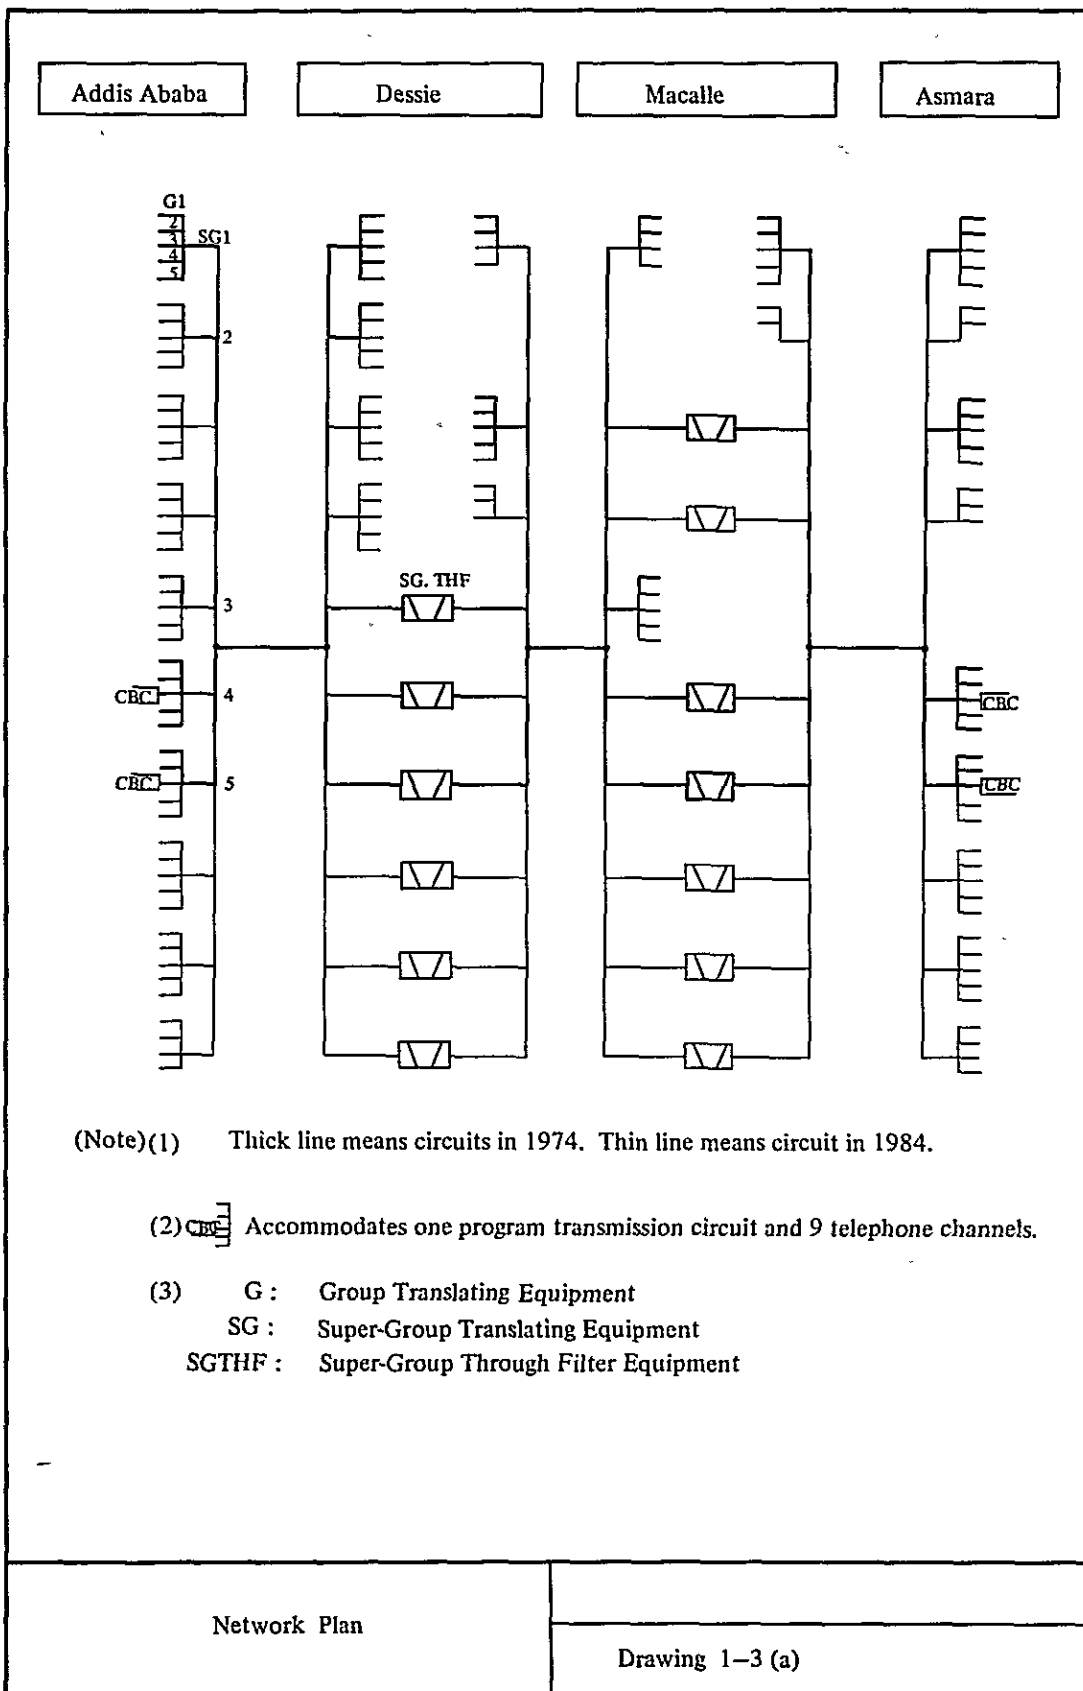 Addis Ababa
Dessie
Macalle
Asmara
G1
2
3
4
5
SG1
2
SG. THF
3
CBC
4
CBC
CBC
5
CBC
(Note)(1) Thick line means circuits in 1974. Thin line means circuit in 1984.
(2) CBC Accommodates one program transmission circuit and 9 telephone channels.
(3) G : Group Translating Equipment
SG : Super-Group Translating Equipment
SGTHF : Super-Group Through Filter Equipment
Network Plan
Drawing 1–3 (a)